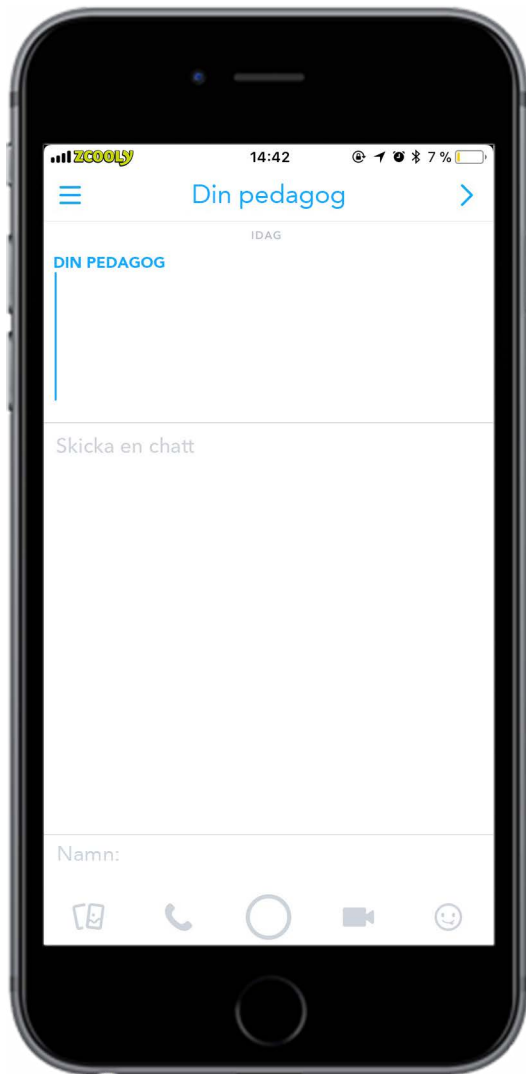 ZCOOLY 14:42 7 %
Din pedagog
IDAG
DIN PEDAGOG
Skicka en chatt
Namn: